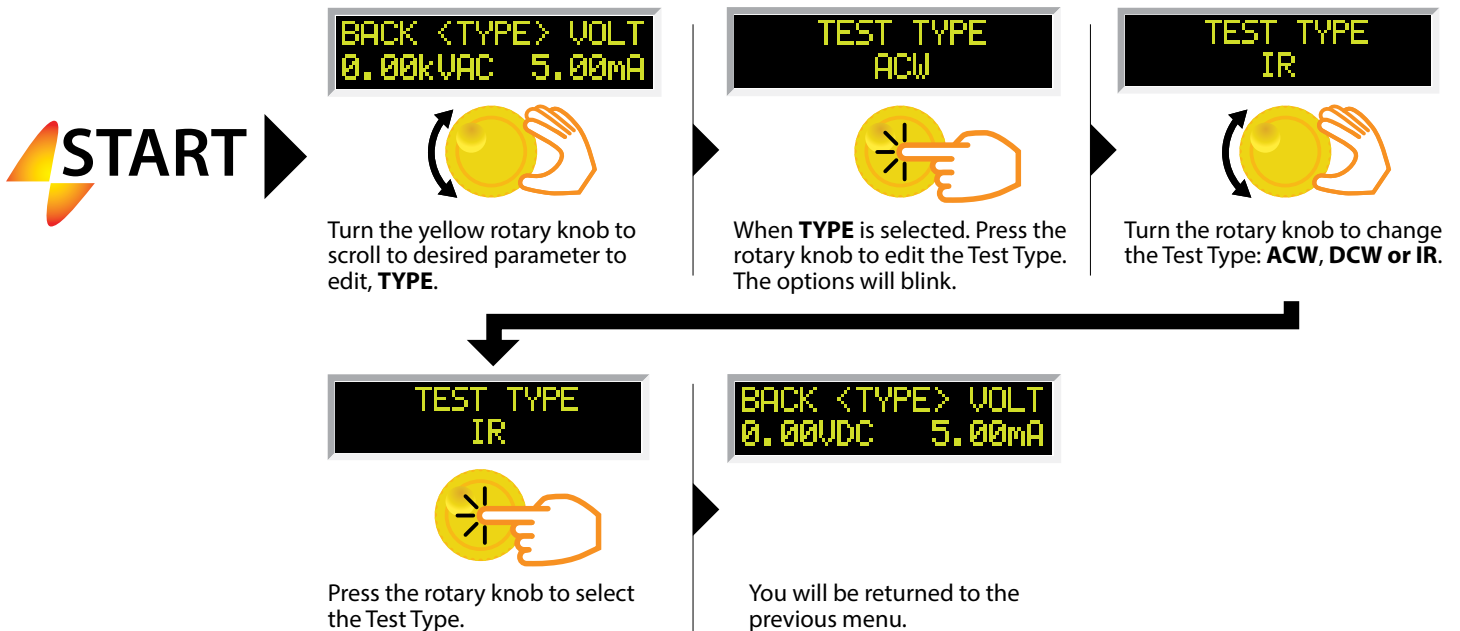 START
BACK <TYPE> VOLT
0.00kVAC 5.00mA
Turn the yellow rotary knob to
scroll to desired parameter to
edit, TYPE.
TEST TYPE
ACW
When TYPE is selected. Press the
rotary knob to edit the Test Type.
The options will blink.
TEST TYPE
IR
Turn the rotary knob to change
the Test Type: ACW, DCW or IR.
TEST TYPE
IR
Press the rotary knob to select
the Test Type.
BACK <TYPE> VOLT
0.00VDC 5.00mA
You will be returned to the
previous menu.